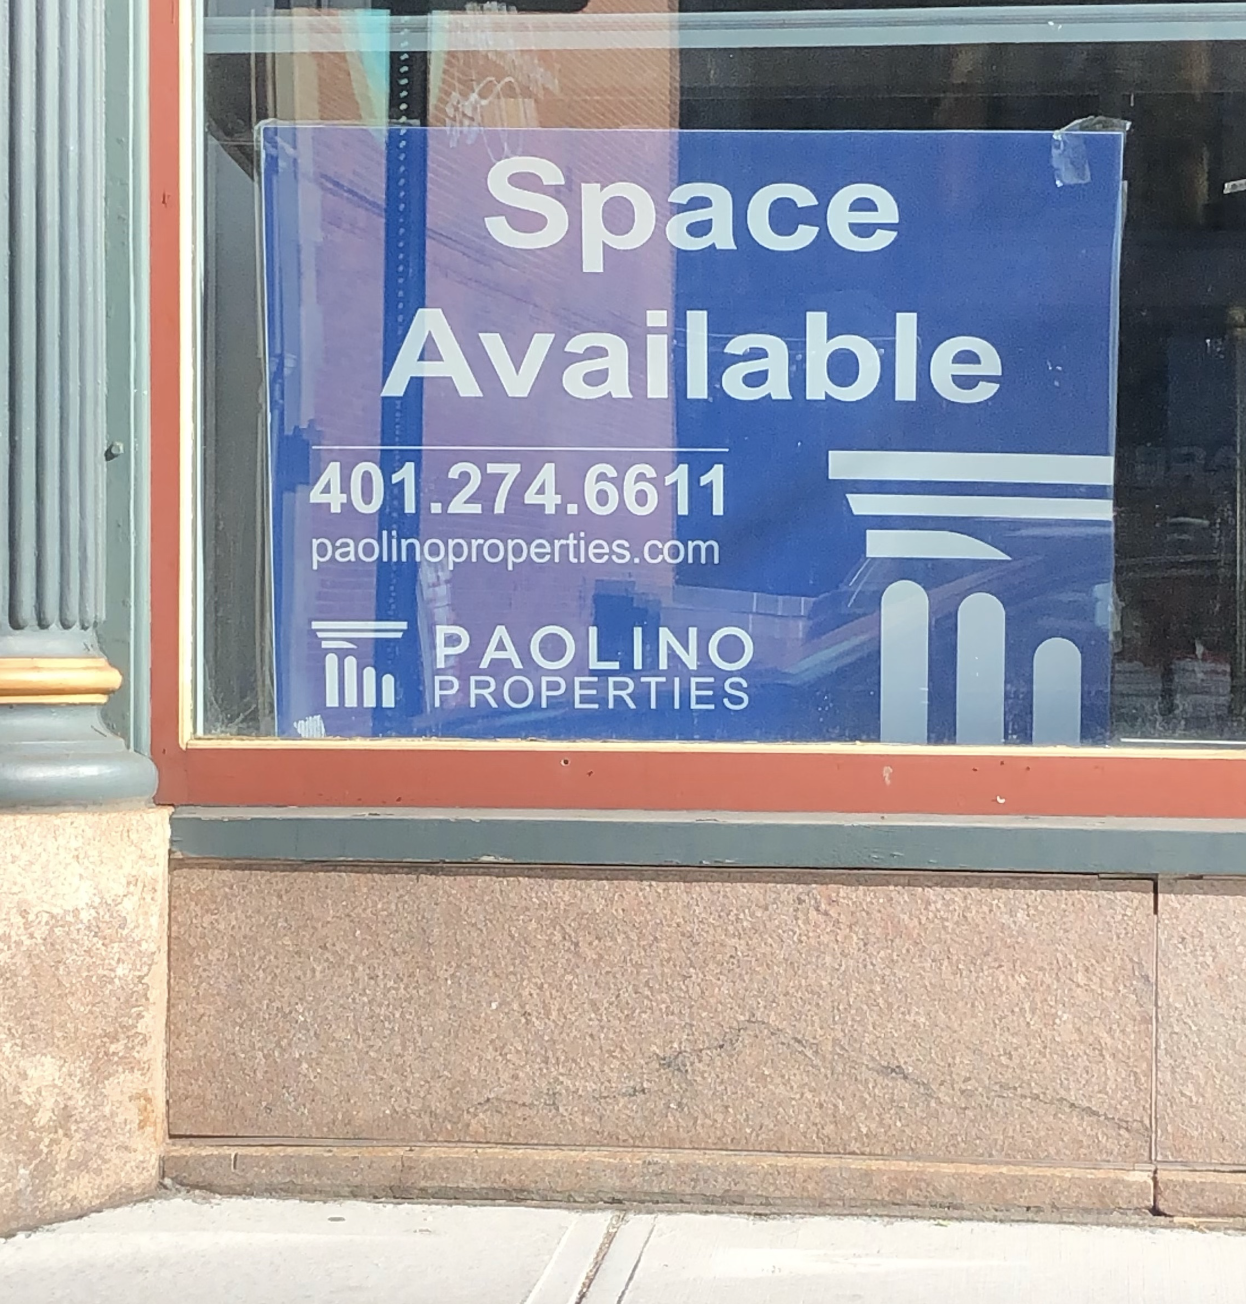 Space
Available
401.274.6611
paolinoproperties.com
PAOLINO
PROPERTIES